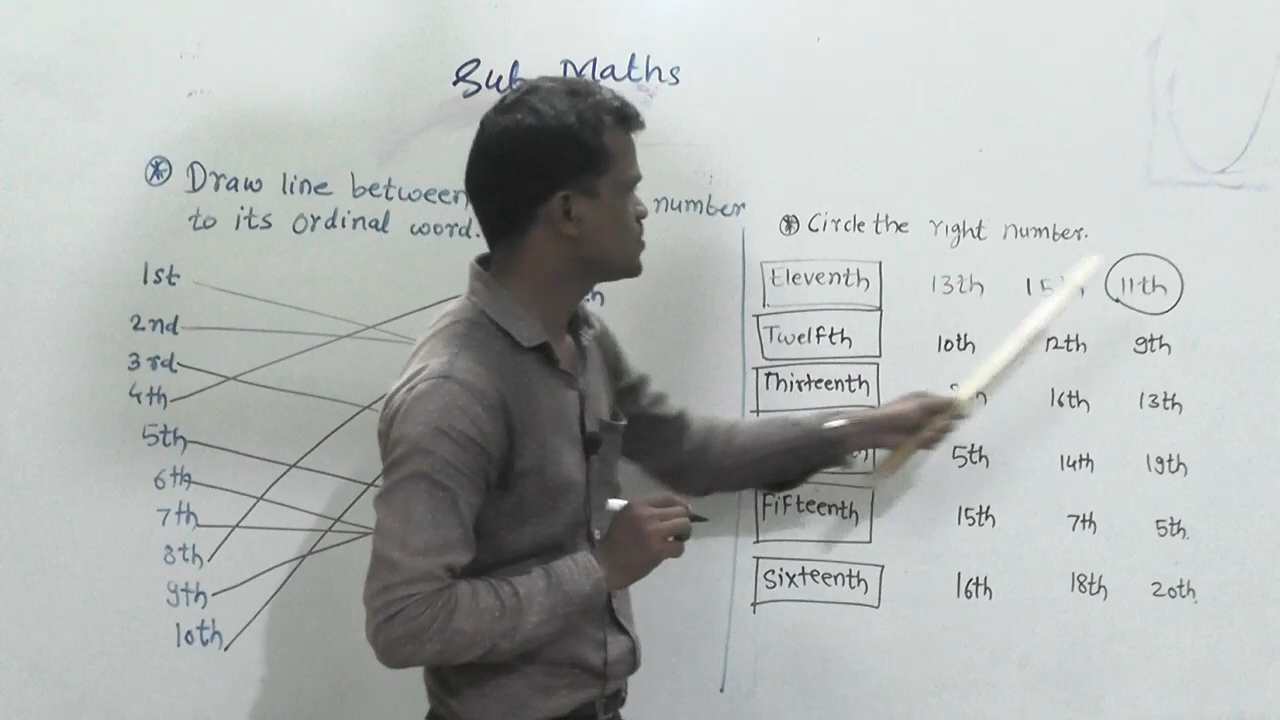 Sub Maths
* Draw line between number
to its ordinal word.
1st
2nd
3rd
4th
5th
6th
7th
8th
9th
10th
* Circle the right number.
Eleventh 13th 11th
Twelfth 10th 12th 9th
Thirteenth 16th 13th
5th 14th 19th
Fifteenth 15th 7th 5th.
Sixteenth 16th 18th 20th.